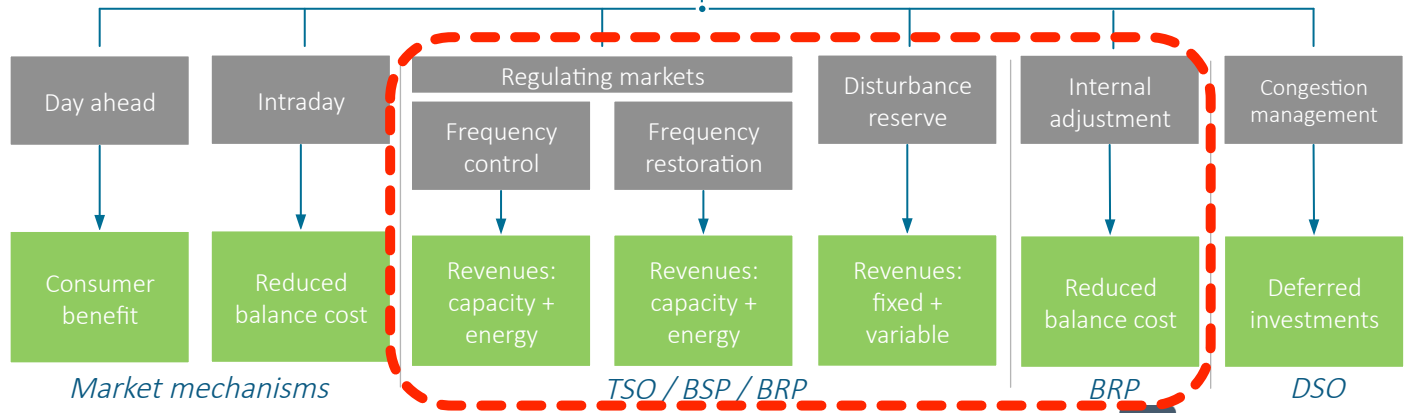 Day ahead
Intraday
Regulating markets
Frequency
control
Frequency
restoration
Disturbance
reserve
Internal
adjustment
Congestion
management
Consumer
benefit
Reduced
balance cost
Revenues:
capacity +
energy
Revenues:
capacity +
energy
Revenues:
fixed +
variable
Reduced
balance cost
Deferred
investments
Market mechanisms
TSO / BSP / BRP
BRP
DSO